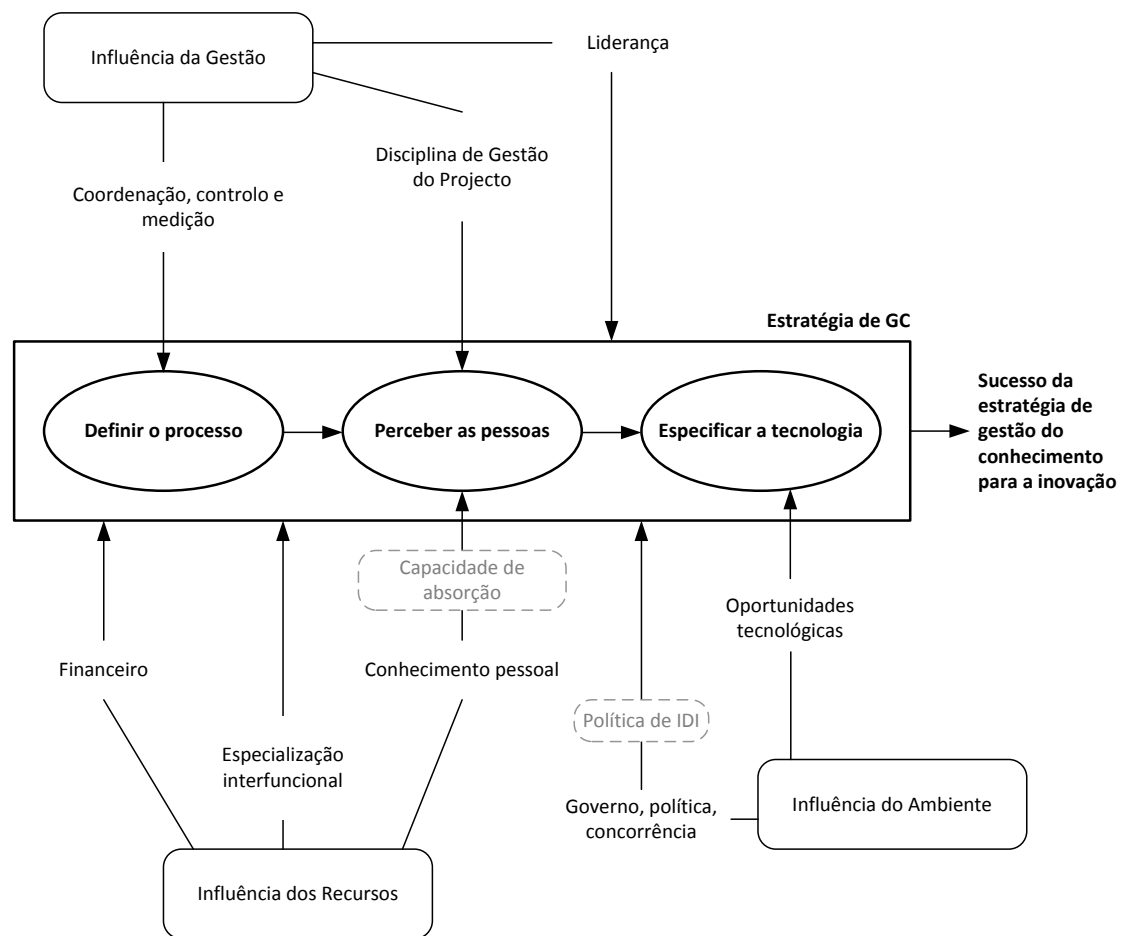 Influência da Gestão
Liderança
Disciplina de Gestão
do Projecto
Coordenação, controlo e
medição
Estratégia de GC
Definir o processo
Perceber as pessoas
Especificar a tecnologia
Sucesso da
estratégia de
gestão do
conhecimento
para a inovação
Capacidade de
absorção
Oportunidades
tecnológicas
Financeiro
Conhecimento pessoal
Política de IDI
Especialização
interfuncional
Governo, política,
concorrência
Influência do Ambiente
Influência dos Recursos